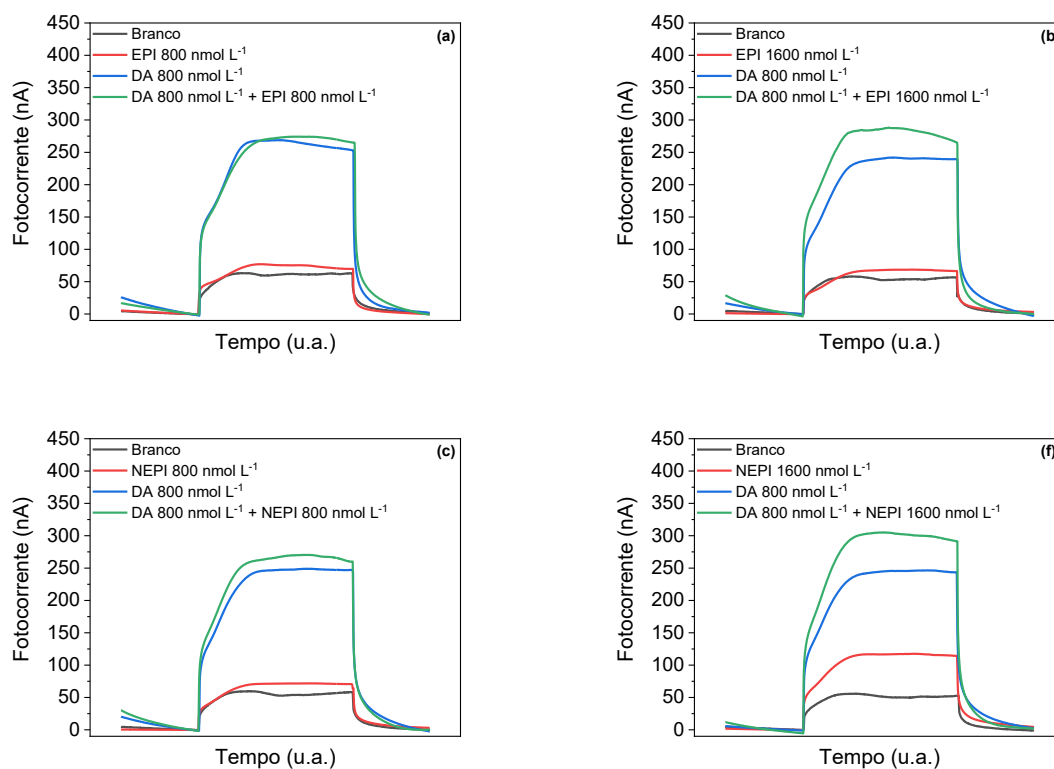 450
400
350
300
250
200
150
100
50
0
Fotocorrente (nA)
Branco
EPI 800 nmol L⁻¹
DA 800 nmol L⁻¹
DA 800 nmol L⁻¹ + EPI 800 nmol L⁻¹
(a)
Tempo (u.a.)
450
400
350
300
250
200
150
100
50
0
Fotocorrente (nA)
Branco
EPI 1600 nmol L⁻¹
DA 800 nmol L⁻¹
DA 800 nmol L⁻¹ + EPI 1600 nmol L⁻¹
(b)
Tempo (u.a.)
450
400
350
300
250
200
150
100
50
0
Fotocorrente (nA)
Branco
NEPI 800 nmol L⁻¹
DA 800 nmol L⁻¹
DA 800 nmol L⁻¹ + NEPI 800 nmol L⁻¹
(c)
Tempo (u.a.)
450
400
350
300
250
200
150
100
50
0
Fotocorrente (nA)
Branco
NEPI 1600 nmol L⁻¹
DA 800 nmol L⁻¹
DA 800 nmol L⁻¹ + NEPI 1600 nmol L⁻¹
(f)
Tempo (u.a.)